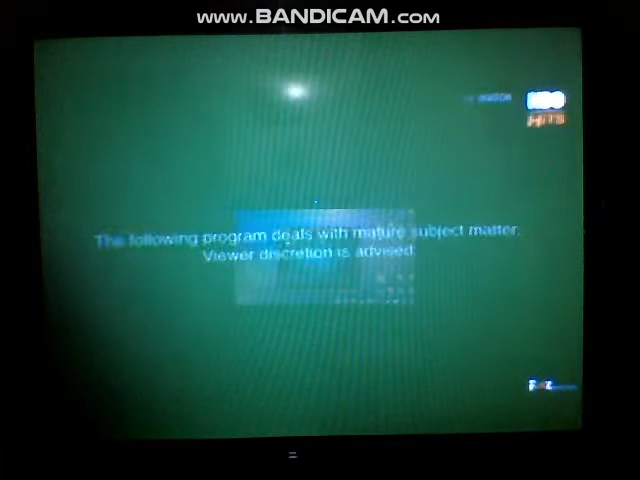 www.BANDICAM.com
HBO
HITS
The following program deals with mature subject matter.
Viewer discretion is advised.